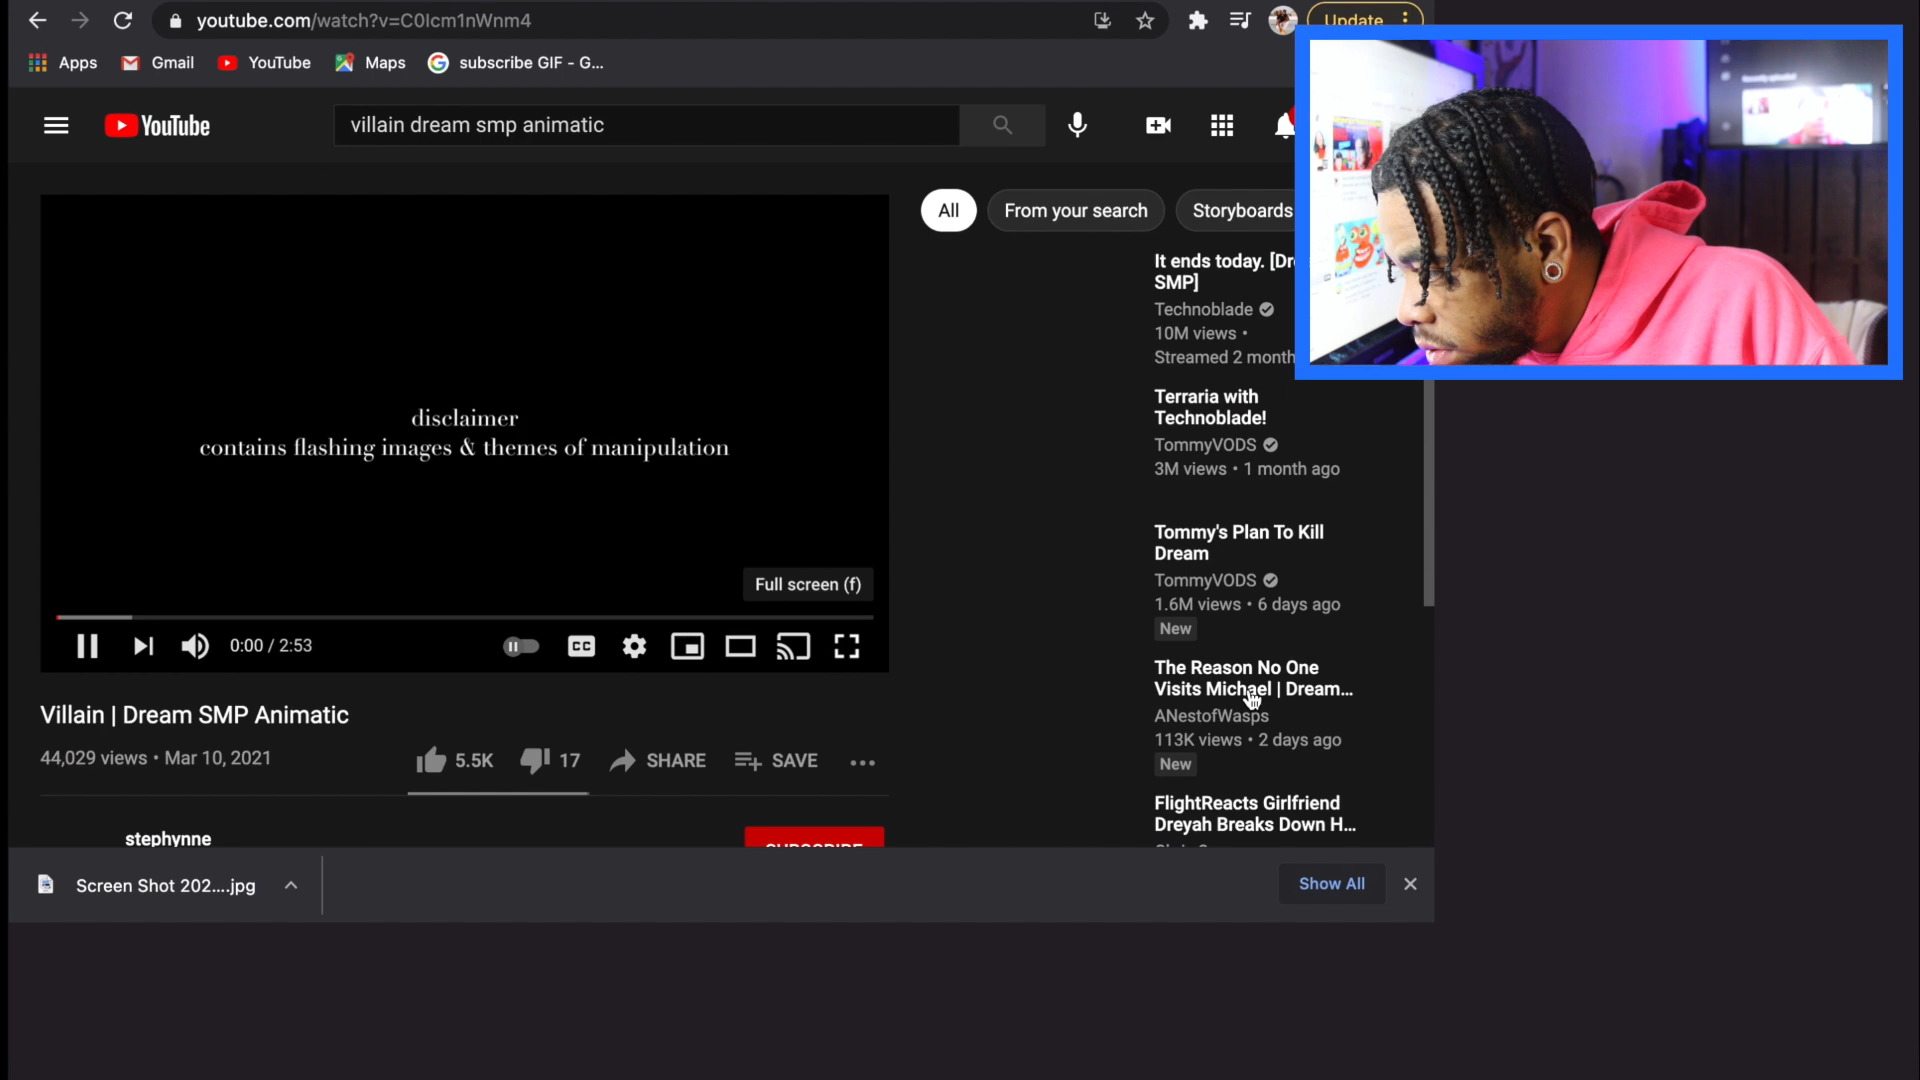 youtube.com/watch?v=C0lcm1nWnm4
Update
Apps
Gmail
YouTube
Maps
subscribe GIF - G...
YouTube
villain dream smp animatic
All
From your search
Storyboards
disclaimer
contains flashing images & themes of manipulation
Full screen (f)
0:00 / 2:53
CC
Villain | Dream SMP Animatic
44,029 views • Mar 10, 2021
5.5K
17
SHARE
SAVE
stephynne
SUBSCRIBE
It ends today. [Dr
SMP]
Technoblade
10M views •
Streamed 2 month
Terraria with
Technoblade!
TommyVODS
3M views • 1 month ago
Tommy's Plan To Kill
Dream
TommyVODS
1.6M views • 6 days ago
New
The Reason No One
Visits Michael | Dream...
ANestofWasps
113K views • 2 days ago
New
FlightReacts Girlfriend
Dreyah Breaks Down H...
Screen Shot 202....jpg
Show All